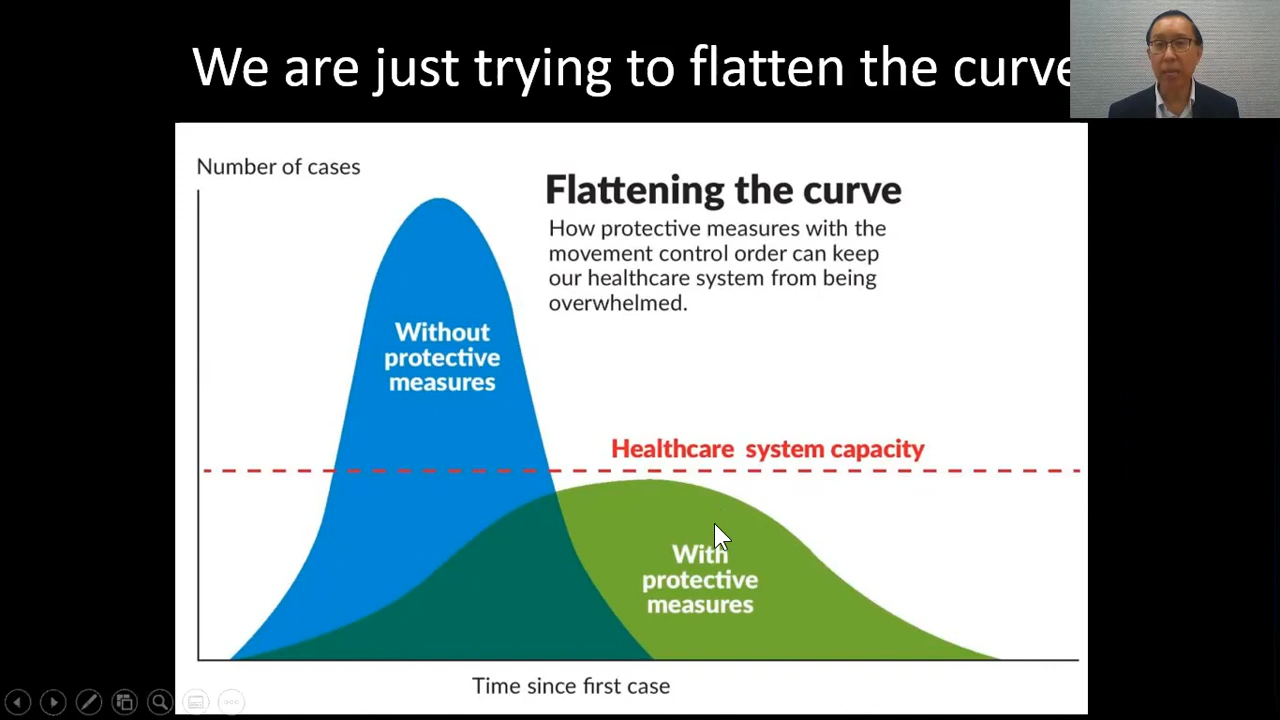 We are just trying to flatten the curve
Number of cases
Flattening the curve
How protective measures with the
movement control order can keep
our healthcare system from being
overwhelmed.
Without
protective
measures
Healthcare system capacity
With
protective
measures
Time since first case